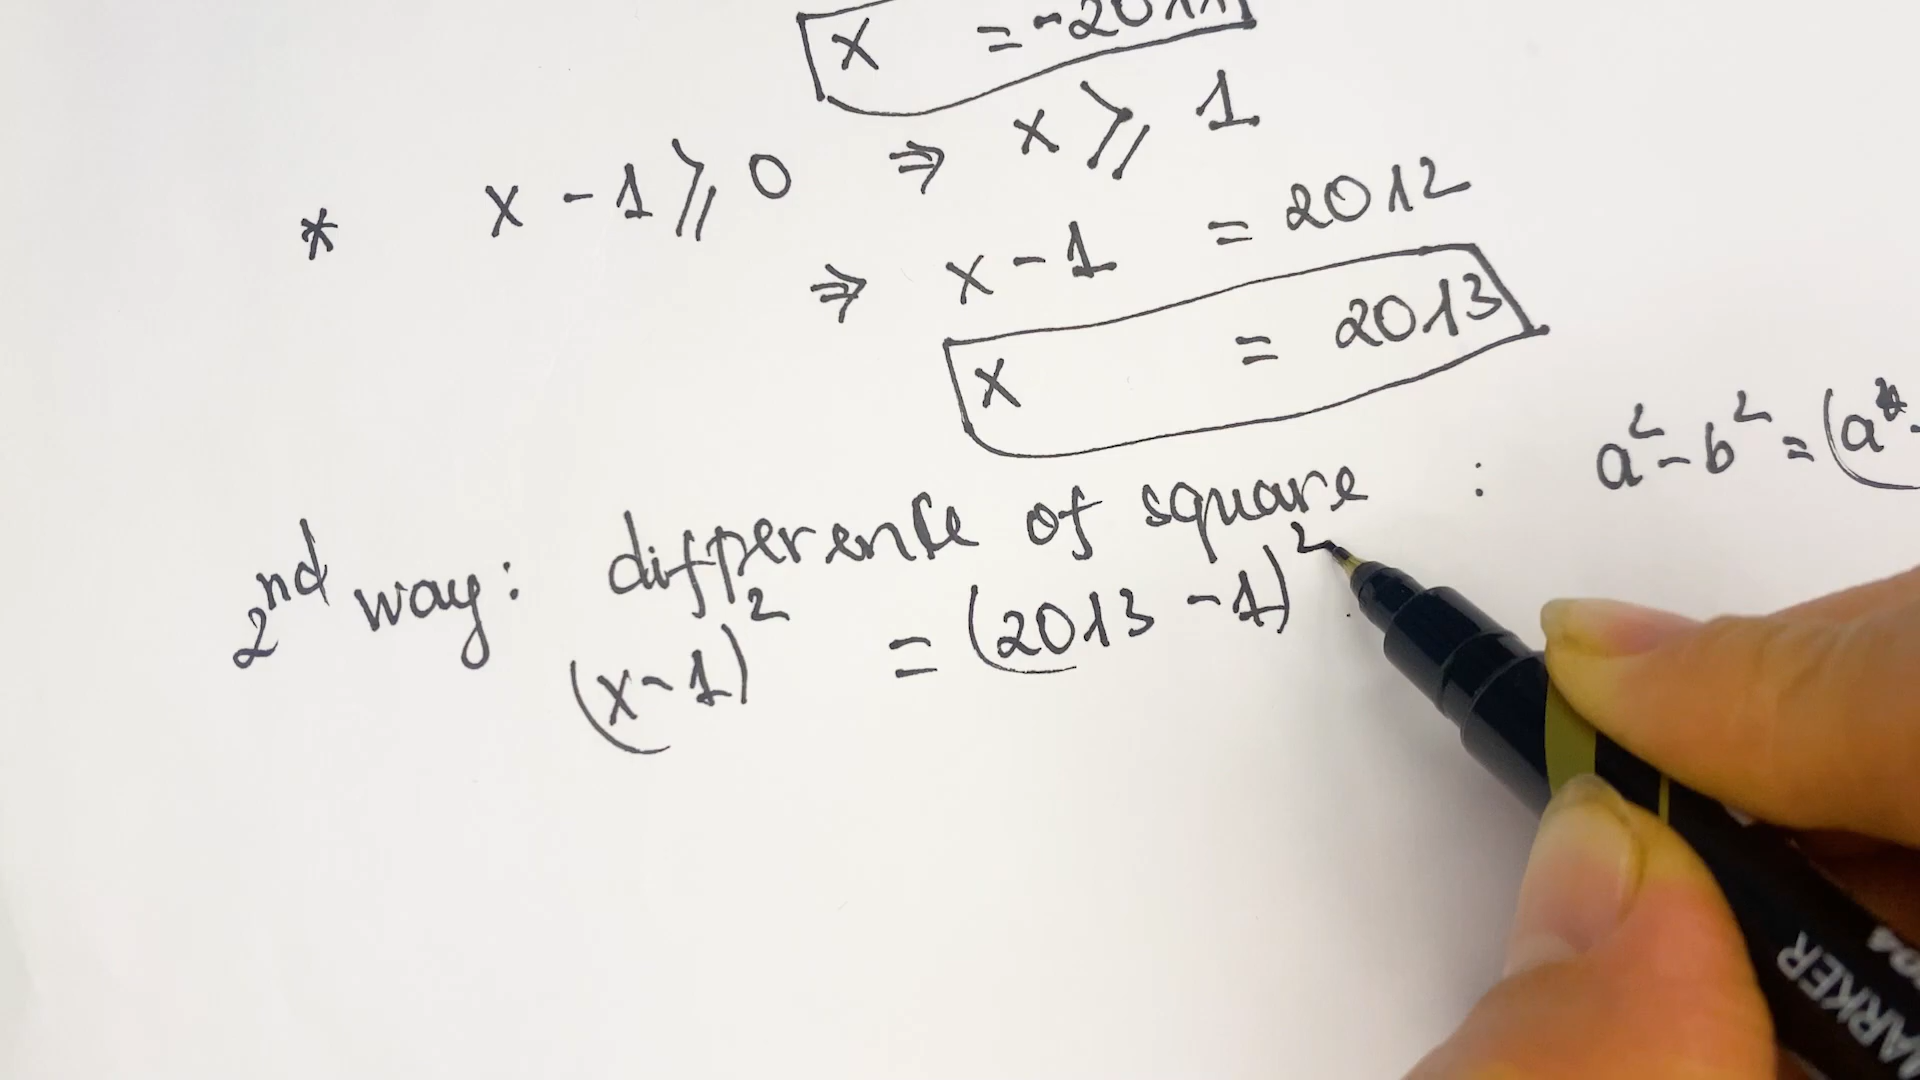 x = -2011
* x - 1 ⩾ 0 ⇒ x ⩾ 1
⇒ x - 1 = 2012
x = 2013
2nd way: difference of square : a² - b² = (a
(x - 1)² = (2013 - 1)²
MARKER